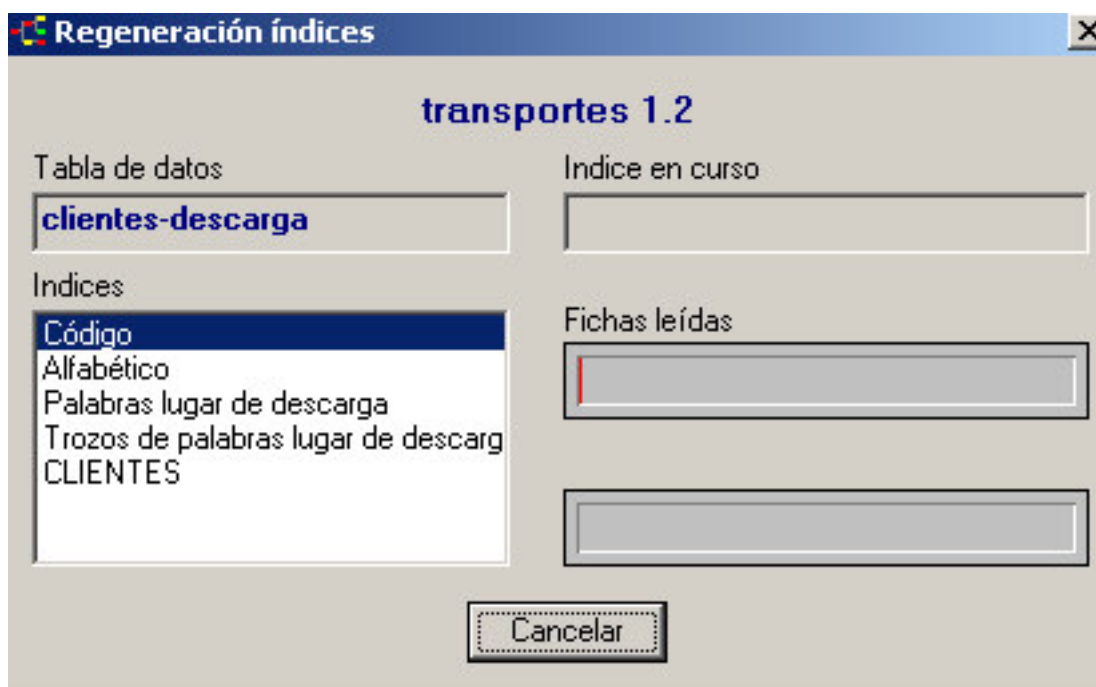 Regeneración índices
transportes 1.2
Tabla de datos
clientes-descarga
Indice en curso
Indices
Código
Alfabético
Palabras lugar de descarga
Trozos de palabras lugar de descarg
CLIENTES
Fichas leídas
Cancelar